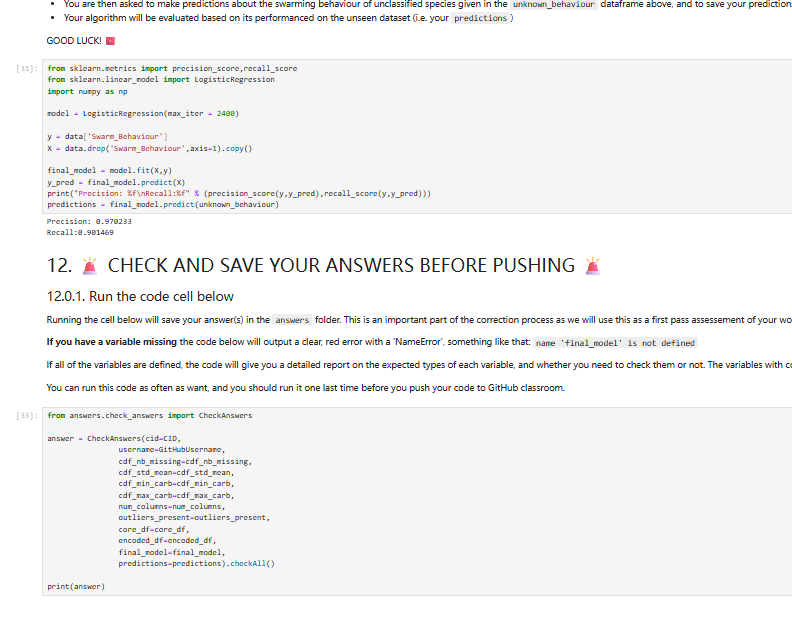 You are then asked to make predictions about the swarming behaviour of unclassified species given in the unknown_behaviour dataframe above, and to save your prediction
Your algorithm will be evaluated based on its performanced on the unseen dataset (i.e. your predictions )
GOOD LUCK!
[31]:
from sklearn.metrics import precision_score,recall_score
from sklearn.linear_model import LogisticRegression
import numpy as np
model = LogisticRegression(max_iter = 2400)
y = data['Swarm_Behaviour']
X = data.drop('Swarm_Behaviour',axis=1).copy()
final_model = model.fit(X,y)
y_pred = final_model.predict(X)
print("Precision: %f\nRecall:%f" % (precision_score(y,y_pred),recall_score(y,y_pred)))
predictions = final_model.predict(unknown_behaviour)
Precision: 0.970233
Recall:0.901469
12. CHECK AND SAVE YOUR ANSWERS BEFORE PUSHING
12.0.1. Run the code cell below
Running the cell below will save your answer(s) in the answers folder. This is an important part of the correction process as we will use this as a first pass assessement of your wo
If you have a variable missing the code below will output a clear, red error with a 'NameError', something like that: name 'final_model' is not defined
If all of the variables are defined, the code will give you a detailed report on the expected types of each variable, and whether you need to check them or not. The variables with co
You can run this code as often as want, and you should run it one last time before you push your code to GitHub classroom.
[33]:
from answers.check_answers import CheckAnswers
answer = CheckAnswers(cid=CID,
username=GitHubUsername,
cdf_nb_missing=cdf_nb_missing,
cdf_std_mean=cdf_std_mean,
cdf_min_carb=cdf_min_carb,
cdf_max_carb=cdf_max_carb,
num_columns=num_columns,
outliers_present=outliers_present,
core_df=core_df,
encoded_df=encoded_df,
final_model=final_model,
predictions=predictions).checkAll()
print(answer)